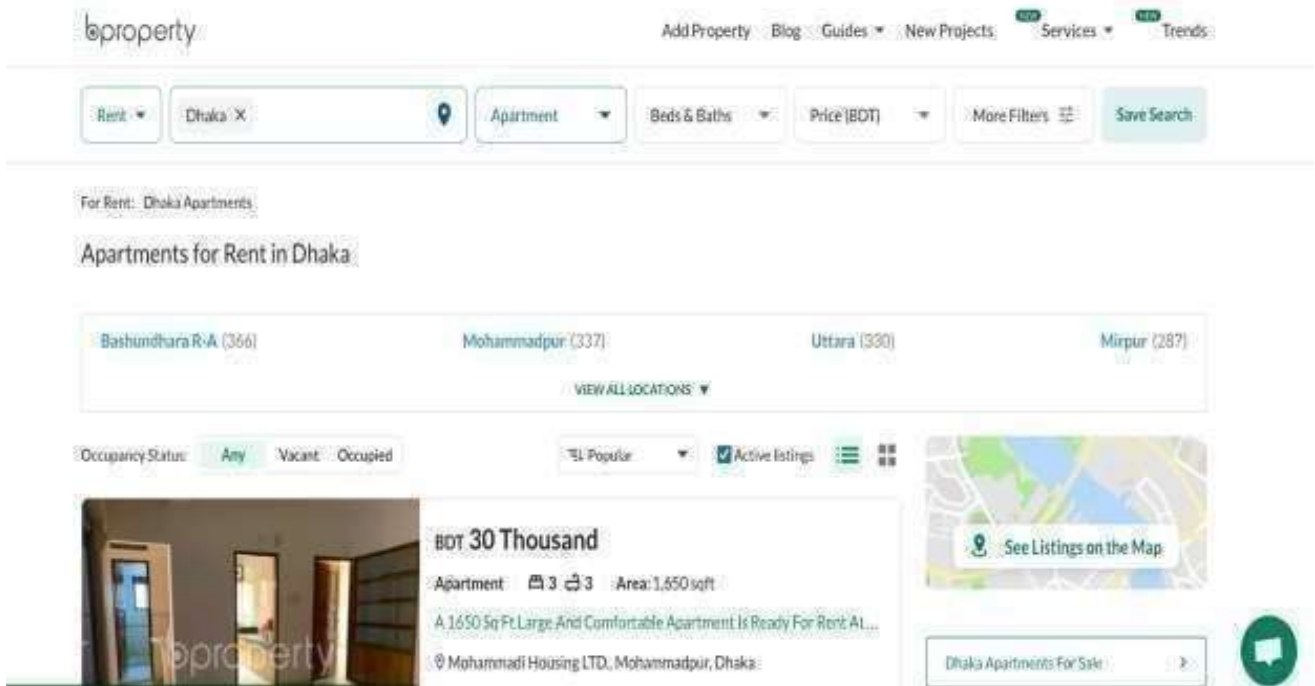 bproperty
Add Property Blog Guides New Projects NEW Services NEW Trends
Rent Dhaka X Apartment Beds & Baths Price (BDT) More Filters Save Search
For Rent: Dhaka Apartments
Apartments for Rent in Dhaka
Bashundhara R-A (366) Mohammadpur (337) Uttara (330) Mirpur (287)
VIEW ALL LOCATIONS
Occupancy Status: Any Vacant Occupied Popular Active listings
BDT 30 Thousand
See Listings on the Map
Apartment 3 3 Area: 1,650 sqft
A 1650 Sq Ft Large And Comfortable Apartment Is Ready For Rent At...
Mohammadi Housing LTD., Mohammadpur, Dhaka
Dhaka Apartments For Sale
bproperty